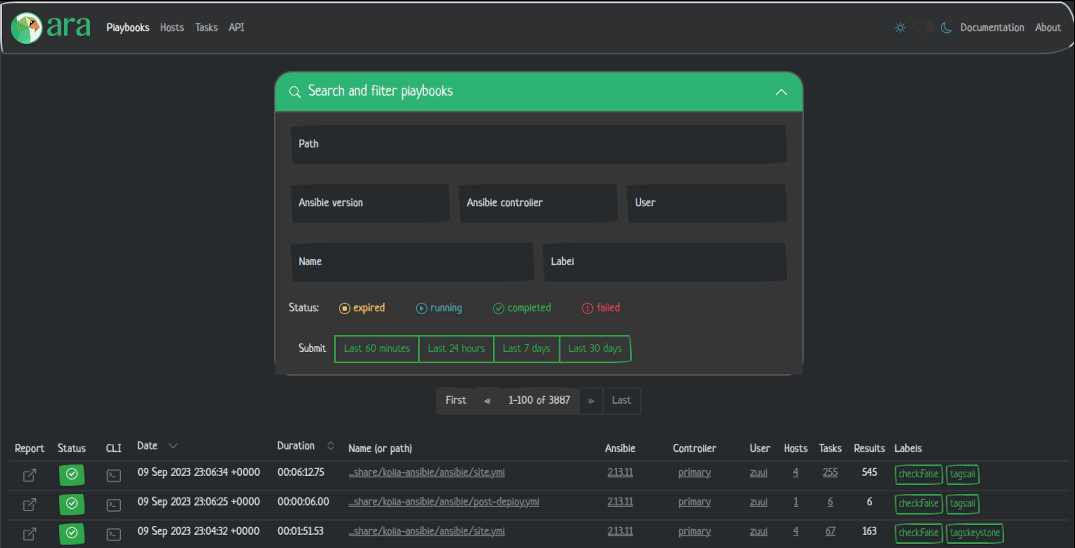 ara Playbooks Hosts Tasks API Documentation About
Search and filter playbooks
Path
Ansible version Ansible controller User
Name Label
Status: expired running completed failed
Submit Last 60 minutes Last 24 hours Last 7 days Last 30 days
First « 1-100 of 3887 » Last
Report Status CLI Date Duration Name (or path) Ansible Controller User Hosts Tasks Results Labels
09 Sep 2023 23:06:34 +0000 00:06:12.75 ...share/kolla-ansible/ansible/site.yml 2.13.11 primary zuul 4 255 545 check:False tags:all
09 Sep 2023 23:06:25 +0000 00:00:06.00 ...share/kolla-ansible/ansible/post-deploy.yml 2.13.11 primary zuul 1 6 6 check:False tags:all
09 Sep 2023 23:04:32 +0000 00:01:51.53 ...share/kolla-ansible/ansible/site.yml 2.13.11 primary zuul 4 67 163 check:False tags:keystone